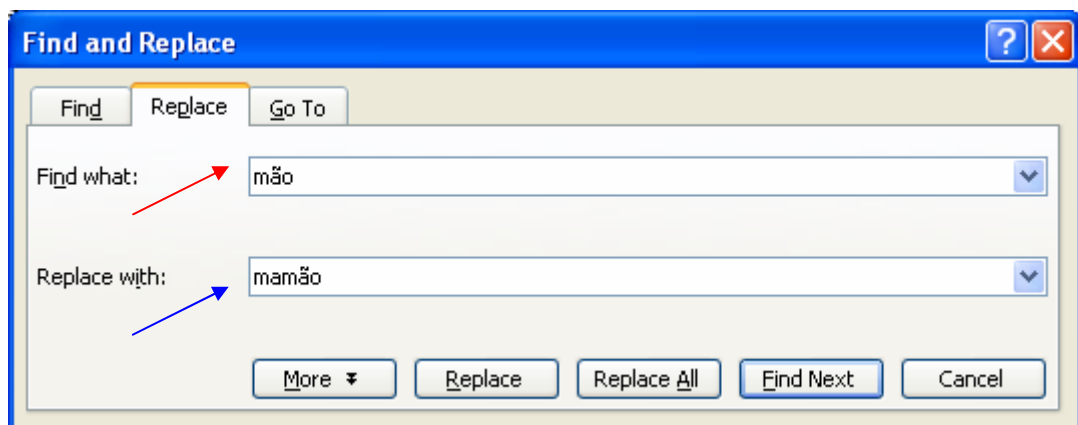 Find and Replace
Find Replace Go To
Find what: mão
Replace with: mamão
More Replace Replace All Find Next Cancel